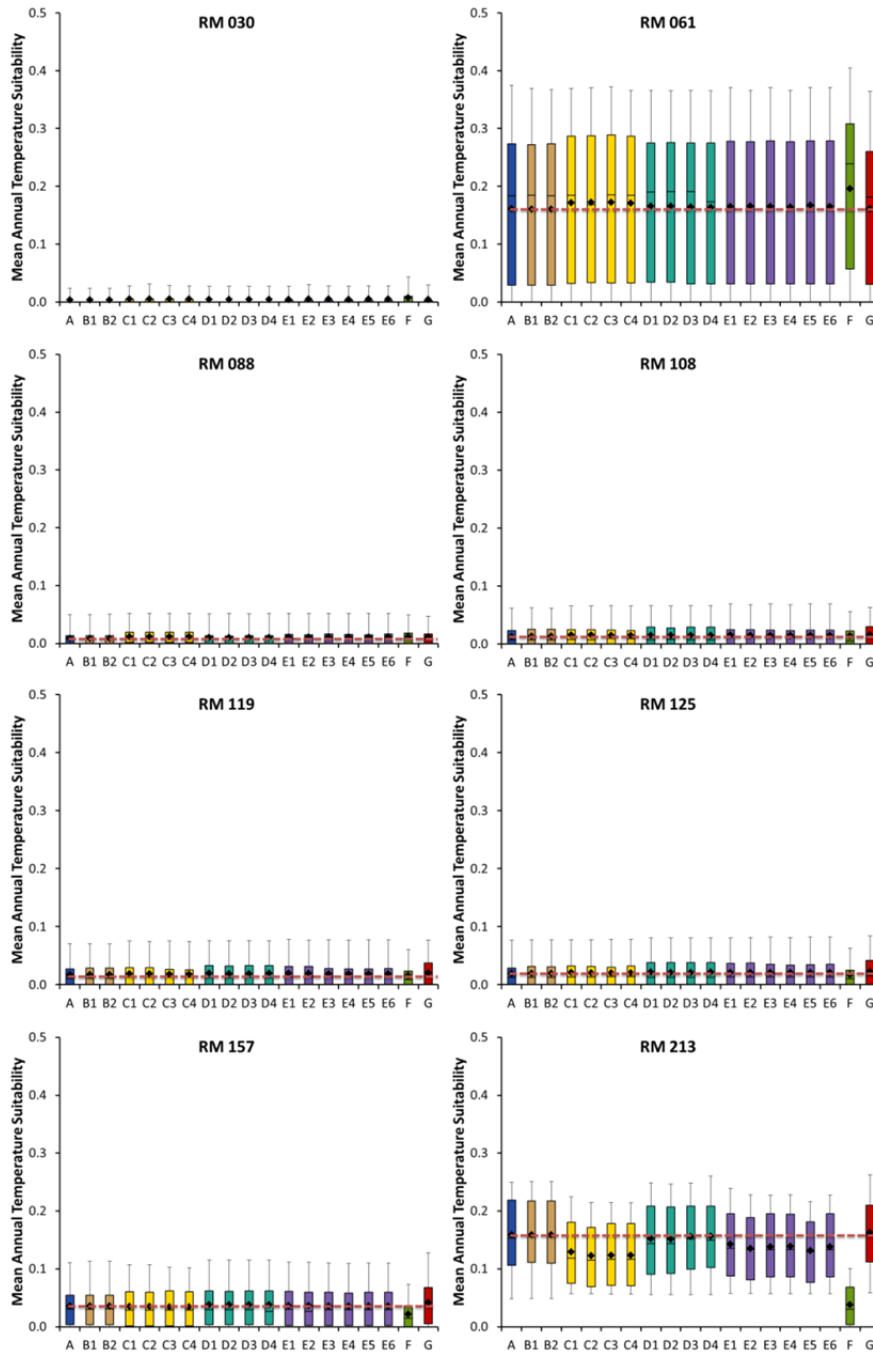 RM 030
RM 061
Mean Annual Temperature Suitability
0.5
0.4
0.3
0.2
0.1
0.0
A B1 B2 C1 C2 C3 C4 D1 D2 D3 D4 E1 E2 E3 E4 E5 E6 F G
Mean Annual Temperature Suitability
0.5
0.4
0.3
0.2
0.1
0.0
A B1 B2 C1 C2 C3 C4 D1 D2 D3 D4 E1 E2 E3 E4 E5 E6 F G
RM 088
RM 108
Mean Annual Temperature Suitability
0.5
0.4
0.3
0.2
0.1
0.0
A B1 B2 C1 C2 C3 C4 D1 D2 D3 D4 E1 E2 E3 E4 E5 E6 F G
Mean Annual Temperature Suitability
0.5
0.4
0.3
0.2
0.1
0.0
A B1 B2 C1 C2 C3 C4 D1 D2 D3 D4 E1 E2 E3 E4 E5 E6 F G
RM 119
RM 125
Mean Annual Temperature Suitability
0.5
0.4
0.3
0.2
0.1
0.0
A B1 B2 C1 C2 C3 C4 D1 D2 D3 D4 E1 E2 E3 E4 E5 E6 F G
Mean Annual Temperature Suitability
0.5
0.4
0.3
0.2
0.1
0.0
A B1 B2 C1 C2 C3 C4 D1 D2 D3 D4 E1 E2 E3 E4 E5 E6 F G
RM 157
RM 213
Mean Annual Temperature Suitability
0.5
0.4
0.3
0.2
0.1
0.0
A B1 B2 C1 C2 C3 C4 D1 D2 D3 D4 E1 E2 E3 E4 E5 E6 F G
Mean Annual Temperature Suitability
0.5
0.4
0.3
0.2
0.1
0.0
A B1 B2 C1 C2 C3 C4 D1 D2 D3 D4 E1 E2 E3 E4 E5 E6 F G